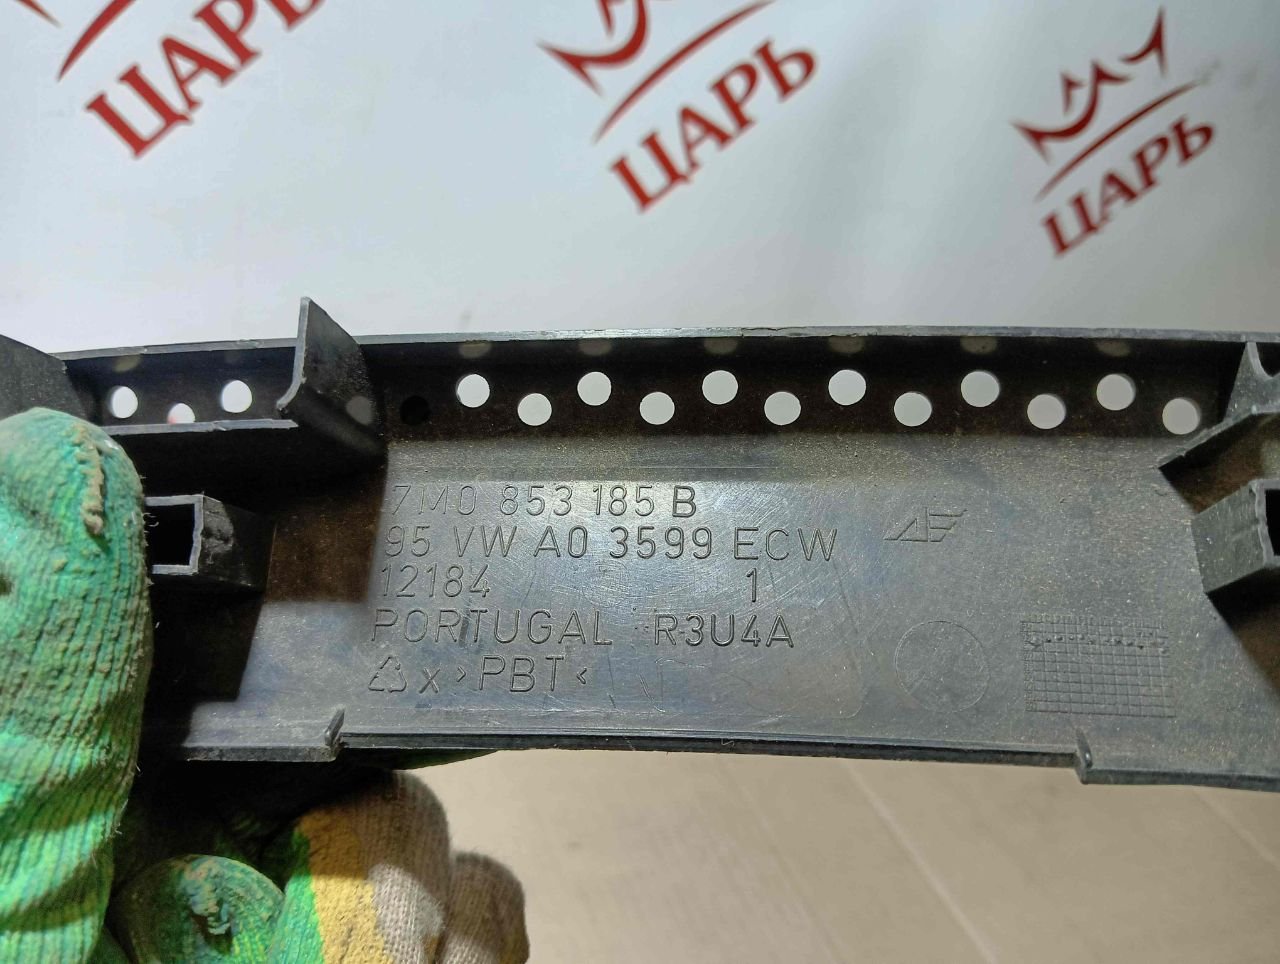 ЦАРЬ
ЦАРЬ
ЦАРЬ
7M0 853 185 B
95 VW A0 3599 ECW
12184 1
PORTUGAL R3U4A
X >PBT<